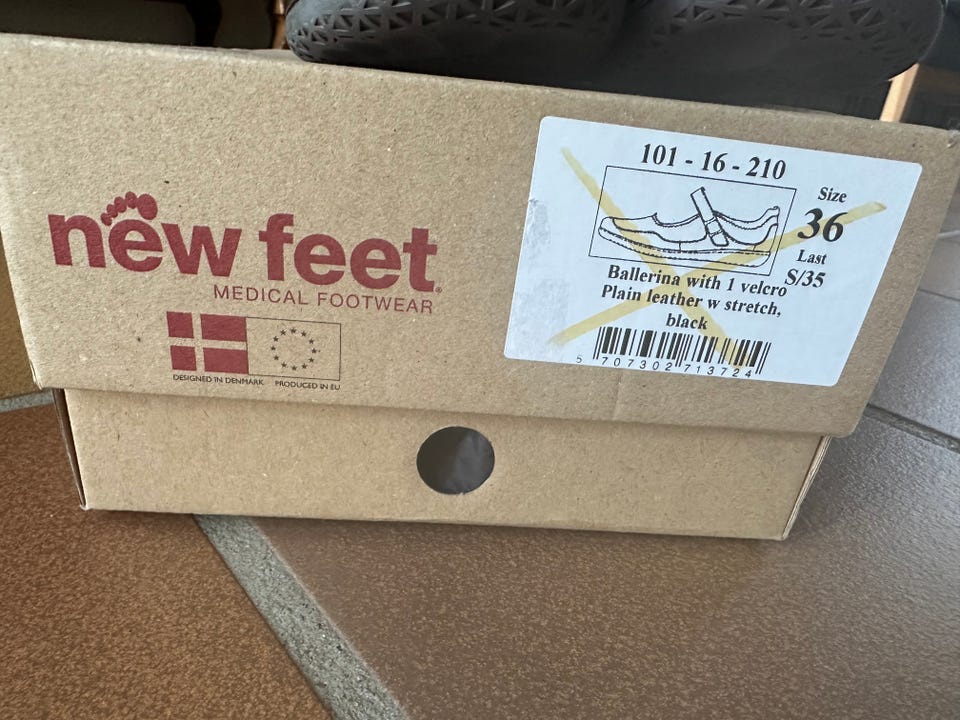 new feet
MEDICAL FOOTWEAR
DESIGNED IN DENMARK PRODUCED IN EU
101 - 16 - 210
Size
36
Last
S/35
Ballerina with 1 velcro
Plain leather w stretch,
black
5 707302 713724